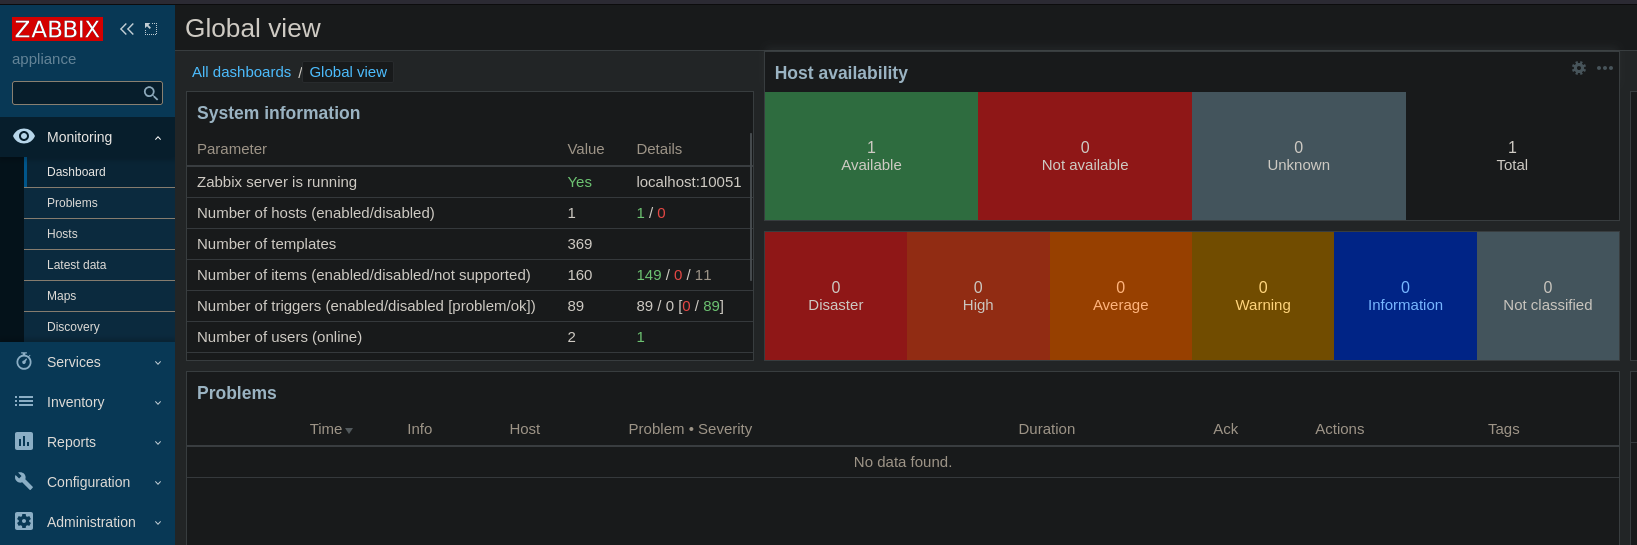 ZABBIX
appliance
Monitoring
Dashboard
Problems
Hosts
Latest data
Maps
Discovery
Services
Inventory
Reports
Configuration
Administration
Global view
All dashboards / Global view
System information
Parameter Value Details
Zabbix server is running Yes localhost:10051
Number of hosts (enabled/disabled) 1 1 / 0
Number of templates 369
Number of items (enabled/disabled/not supported) 160 149 / 0 / 11
Number of triggers (enabled/disabled [problem/ok]) 89 89 / 0 [0 / 89]
Number of users (online) 2 1
Host availability
1 0 0 1
Available Not available Unknown Total
0 0 0 0 0 0
Disaster High Average Warning Information Not classified
Problems
Time Info Host Problem • Severity Duration Ack Actions Tags
No data found.